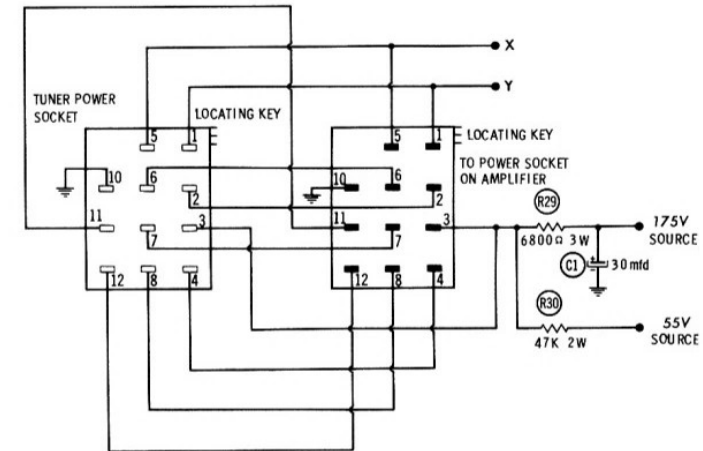 X
Y
TUNER POWER
SOCKET
LOCATING KEY
5
1
10
6
2
11
7
3
12
8
4
5
1
LOCATING KEY
TO POWER SOCKET
ON AMPLIFIER
10
6
2
11
7
3
12
8
4
R29
6800Ω 3W
175V
SOURCE
C1
30mfd
R30
47K 2W
55V
SOURCE